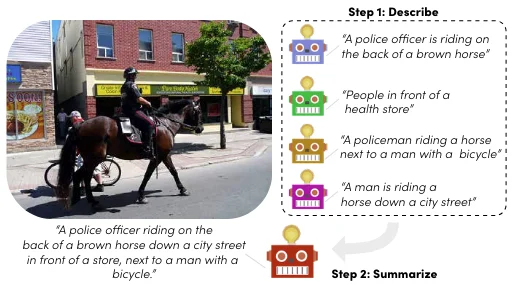 Step 1: Describe
“A police officer is riding on
the back of a brown horse”
“People in front of a
health store”
“A policeman riding a horse
next to a man with a bicycle”
“A man is riding a
horse down a city street”
“A police officer riding on the
back of a brown horse down a city street
in front of a store, next to a man with a
bicycle.”
Step 2: Summarize